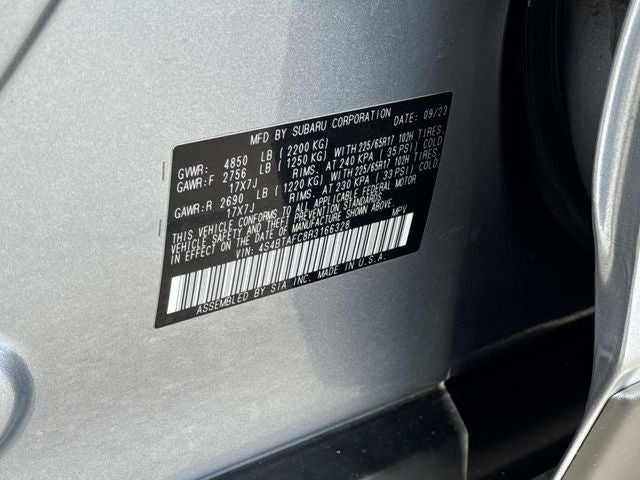 MFD BY SUBARU CORPORATION DATE: 09/23
GVWR: 4850 LB (2200 KG)
GAWR:F 2756 LB (1250 KG) WITH 225/65R17 102H TIRES,
17X7J RIMS, AT 240 KPA (35 PSI) COLD
GAWR:R 2690 LB (1220 KG) WITH 225/65R17 102H TIRES,
17X7J RIMS, AT 230 KPA (33 PSI) COLD
THIS VEHICLE CONFORMS TO ALL APPLICABLE FEDERAL MOTOR
VEHICLE SAFETY AND THEFT PREVENTION STANDARDS IN EFFECT
ON THE DATE OF MANUFACTURE SHOWN ABOVE.
VIN: 4S4BTAFC8R3166328 MPV
ASSEMBLED BY SIA INC. MADE IN U.S.A.